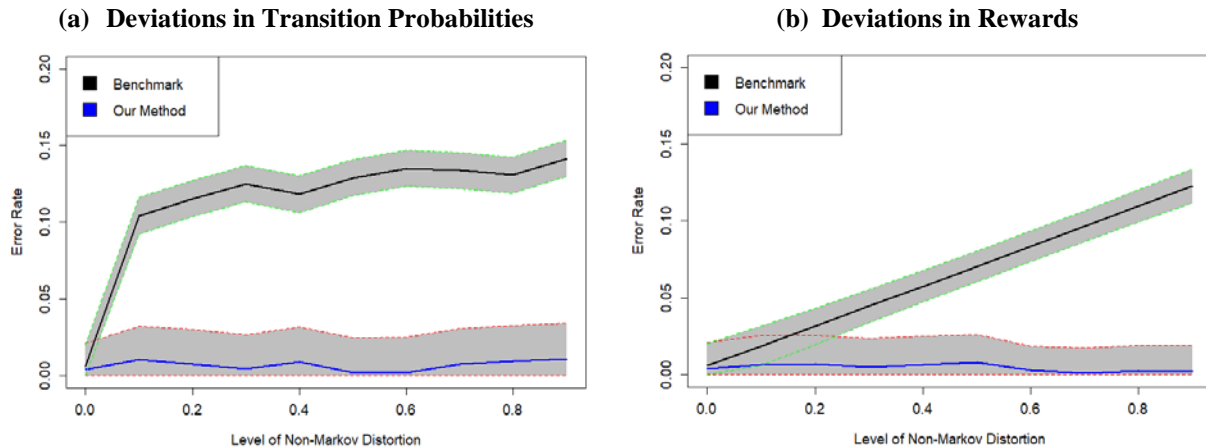 (a) Deviations in Transition Probabilities
Benchmark
Our Method
Error Rate
0.20
0.15
0.10
0.05
0.00
0.0 0.2 0.4 0.6 0.8
Level of Non-Markov Distortion
(b) Deviations in Rewards
Benchmark
Our Method
Error Rate
0.20
0.15
0.10
0.05
0.00
0.0 0.2 0.4 0.6 0.8
Level of Non-Markov Distortion